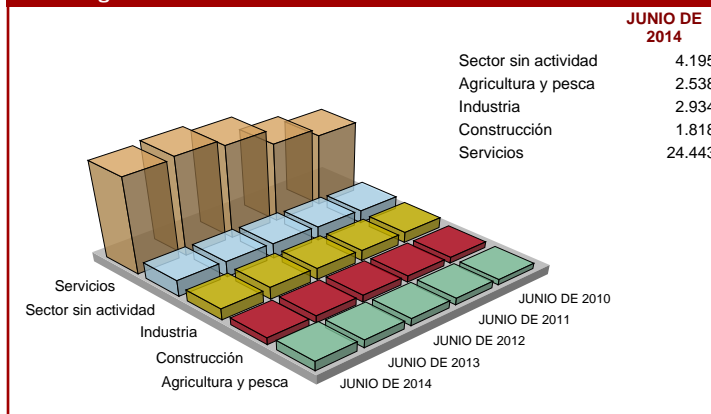 JUNIO DE
2014
Sector sin actividad 4.195
Agricultura y pesca 2.538
Industria 2.934
Construcción 1.818
Servicios 24.443
Servicios
Sector sin actividad
Industria
Construcción
Agricultura y pesca
JUNIO DE 2010
JUNIO DE 2011
JUNIO DE 2012
JUNIO DE 2013
JUNIO DE 2014